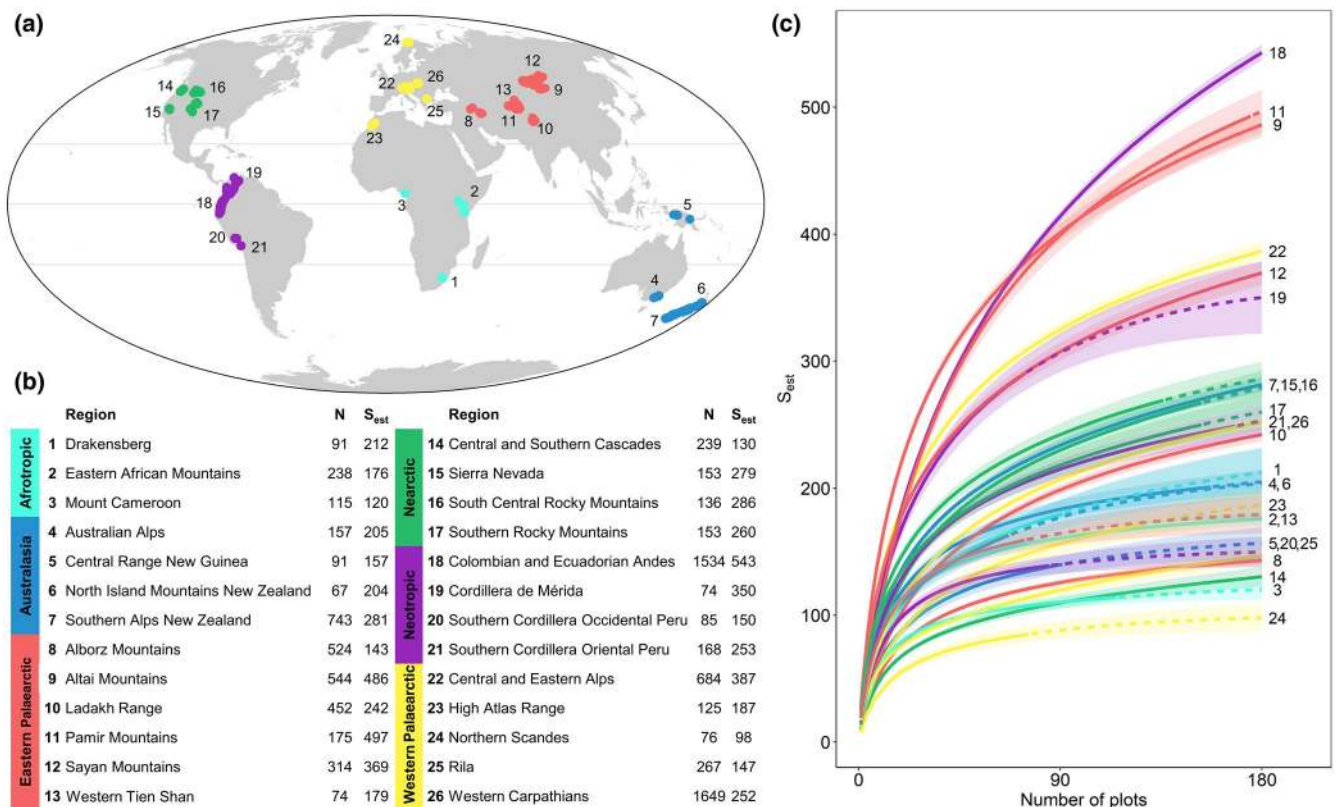 (a)
24
12
14
16
22
26
13
9
15
17
25
8
11
10
23
19
18
3
2
5
20
21
1
4
6
7
(b)
Region N Sest
Afrotropic
1 Drakensberg 91 212
2 Eastern African Mountains 238 176
3 Mount Cameroon 115 120
Australasia
4 Australian Alps 157 205
5 Central Range New Guinea 91 157
6 North Island Mountains New Zealand 67 204
7 Southern Alps New Zealand 743 281
Eastern Palaearctic
8 Alborz Mountains 524 143
9 Altai Mountains 544 486
10 Ladakh Range 452 242
11 Pamir Mountains 175 497
12 Sayan Mountains 314 369
13 Western Tien Shan 74 179
Region N Sest
Nearctic
14 Central and Southern Cascades 239 130
15 Sierra Nevada 153 279
16 South Central Rocky Mountains 136 286
17 Southern Rocky Mountains 153 260
Neotropic
18 Colombian and Ecuadorian Andes 1534 543
19 Cordillera de Mérida 74 350
20 Southern Cordillera Occidental Peru 85 150
21 Southern Cordillera Oriental Peru 168 253
Western Palaearctic
22 Central and Eastern Alps 684 387
23 High Atlas Range 125 187
24 Northern Scandes 76 98
25 Rila 267 147
26 Western Carpathians 1649 252
(c)
Sest
500
400
300
200
100
0
18
11
9
22
12
19
7,15,16
17
21,26
10
1
4,6
23
2,13
5,20,25
8
14
3
24
0 90 180
Number of plots